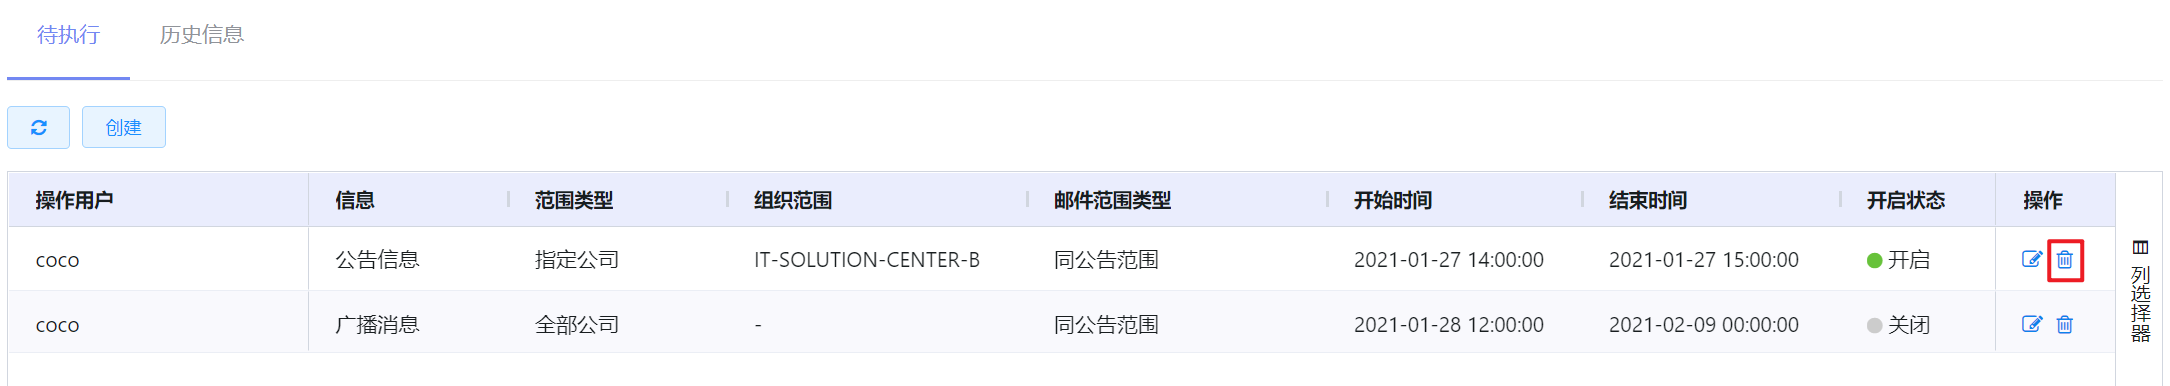 待执行 历史信息
创建
操作用户 信息 范围类型 组织范围 邮件范围类型 开始时间 结束时间 开启状态 操作
coco 公告信息 指定公司 IT-SOLUTION-CENTER-B 同公告范围 2021-01-27 14:00:00 2021-01-27 15:00:00 开启
coco 广播消息 全部公司 - 同公告范围 2021-01-28 12:00:00 2021-02-09 00:00:00 关闭
列选择器